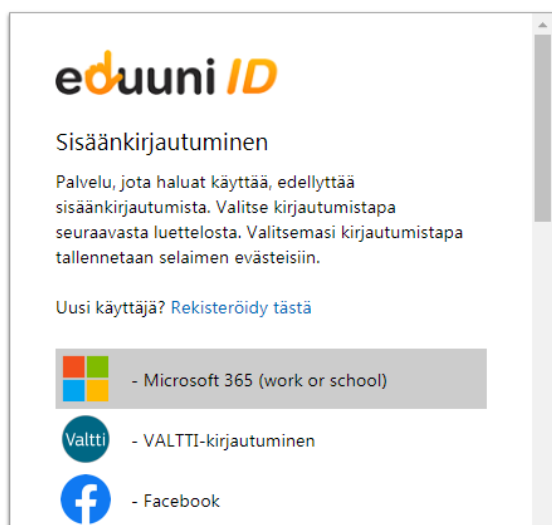 eduuni ID
Sisäänkirjautuminen
Palvelu, jota haluat käyttää, edellyttää
sisäänkirjautumista. Valitse kirjautumistapa
seuraavasta luettelosta. Valitsemasi kirjautumistapa
tallennetaan selaimen evästeisiin.
Uusi käyttäjä? Rekisteröidy tästä
- Microsoft 365 (work or school)
Valtti - VALTTI-kirjautuminen
- Facebook